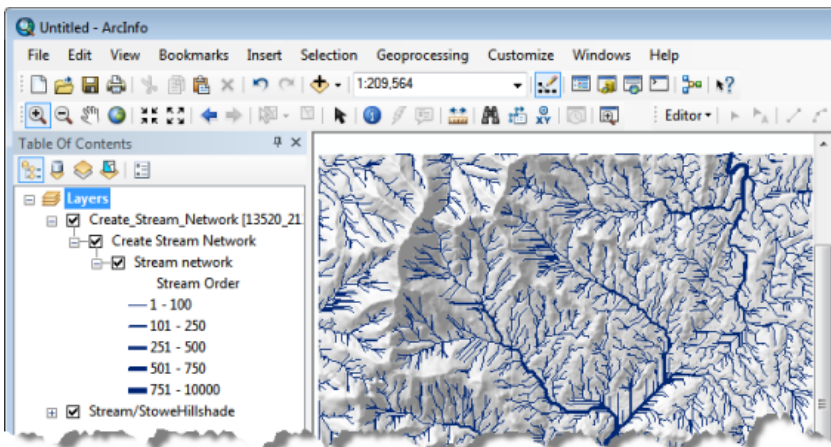 Untitled - ArcInfo
File Edit View Bookmarks Insert Selection Geoprocessing Customize Windows Help
1:209,564
Editor
Table Of Contents
Layers
Create_Stream_Network [13520_21
Create Stream Network
Stream network
Stream Order
1 - 100
101 - 250
251 - 500
501 - 750
751 - 10000
Stream/StoweHillshade